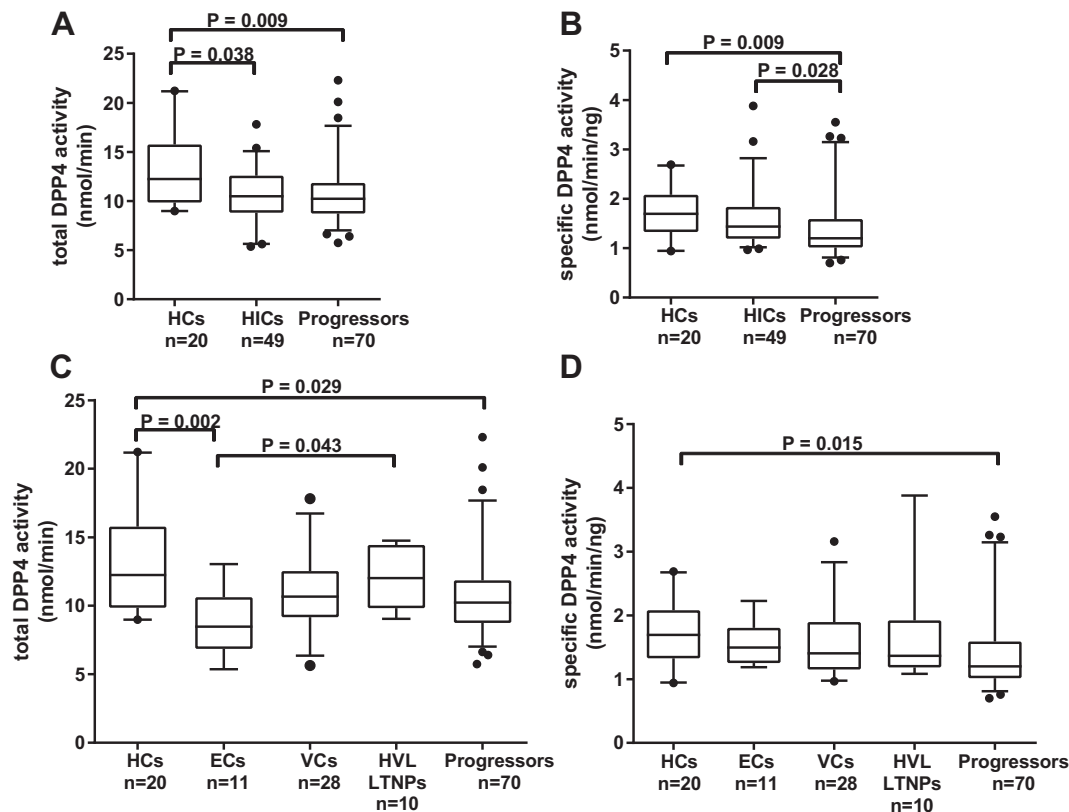 A
P = 0.009
P = 0.038
total DPP4 activity
(nmol/min)
25
20
15
10
5
0
HCs
n=20
HICs
n=49
Progressors
n=70
B
P = 0.009
P = 0.028
specific DPP4 activity
(nmol/min/ng)
5
4
3
2
1
0
HCs
n=20
HICs
n=49
Progressors
n=70
C
P = 0.029
P = 0.002
P = 0.043
total DPP4 activity
(nmol/min)
25
20
15
10
5
0
HCs
n=20
ECs
n=11
VCs
n=28
HVL
LTNPs
n=10
Progressors
n=70
D
P = 0.015
specific DPP4 activity
(nmol/min/ng)
5
4
3
2
1
0
HCs
n=20
ECs
n=11
VCs
n=28
HVL
LTNPs
n=10
Progressors
n=70